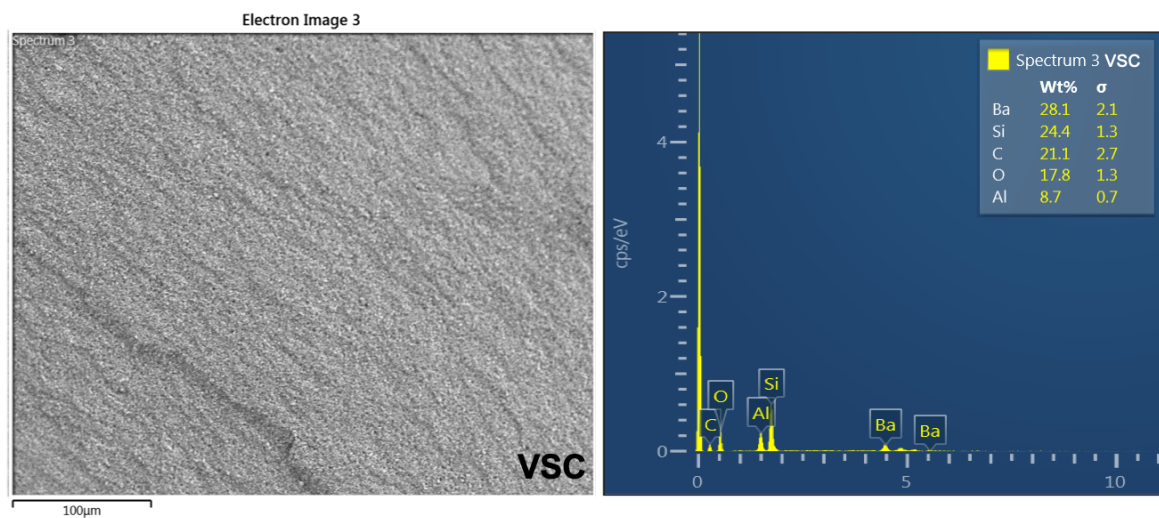 Electron Image 3
Spectrum 3
VSC
100μm
Spectrum 3 VSC
Wt% σ
Ba 28.1 2.1
Si 24.4 1.3
C 21.1 2.7
O 17.8 1.3
Al 8.7 0.7
cps/eV
4
2
0
C
O
Al
Si
Ba
Ba
0 5 10